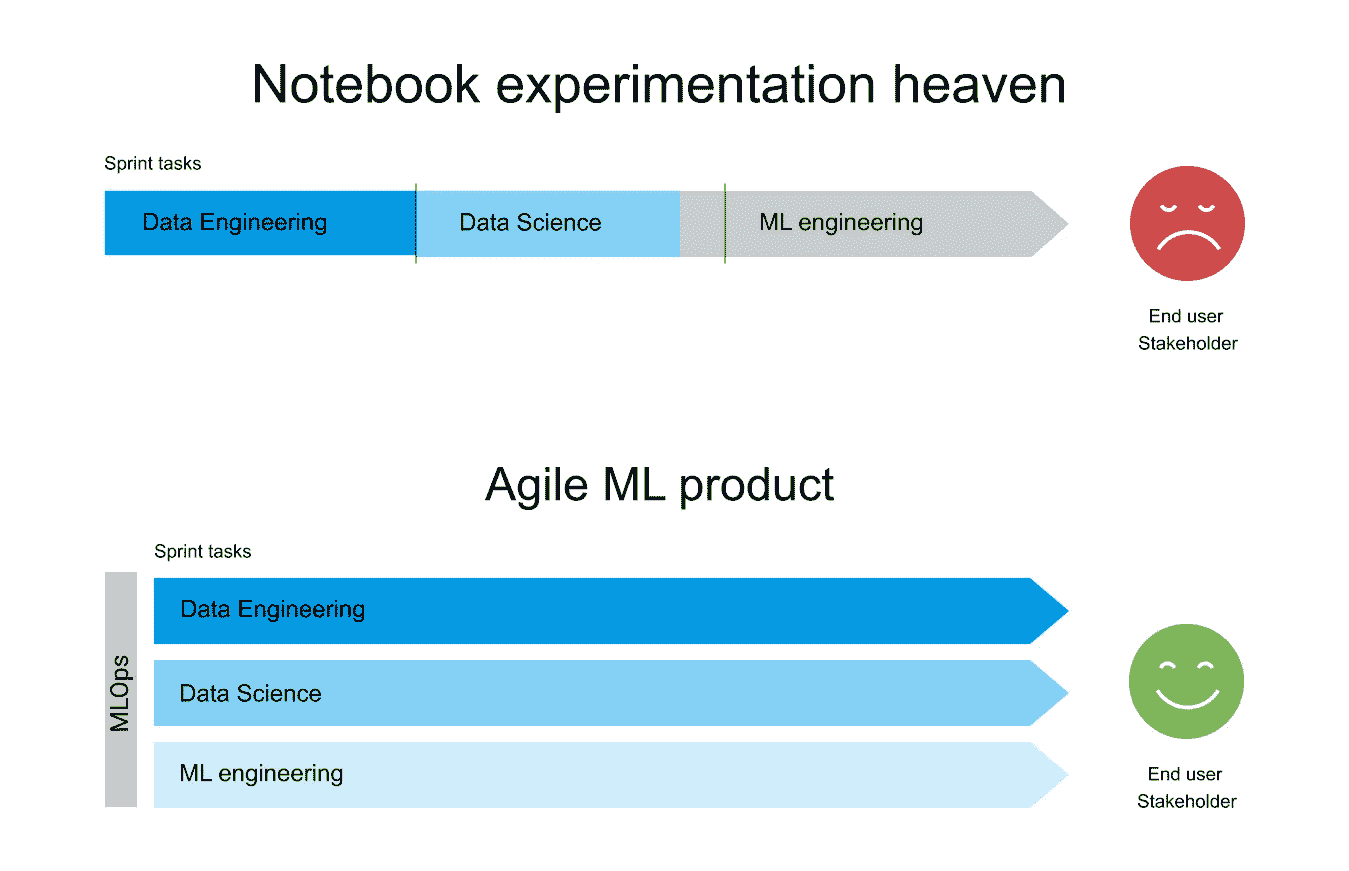 Notebook experimentation heaven
Sprint tasks
Data Engineering
Data Science
ML engineering
End user
Stakeholder
Agile ML product
Sprint tasks
MLOps
Data Engineering
Data Science
ML engineering
End user
Stakeholder